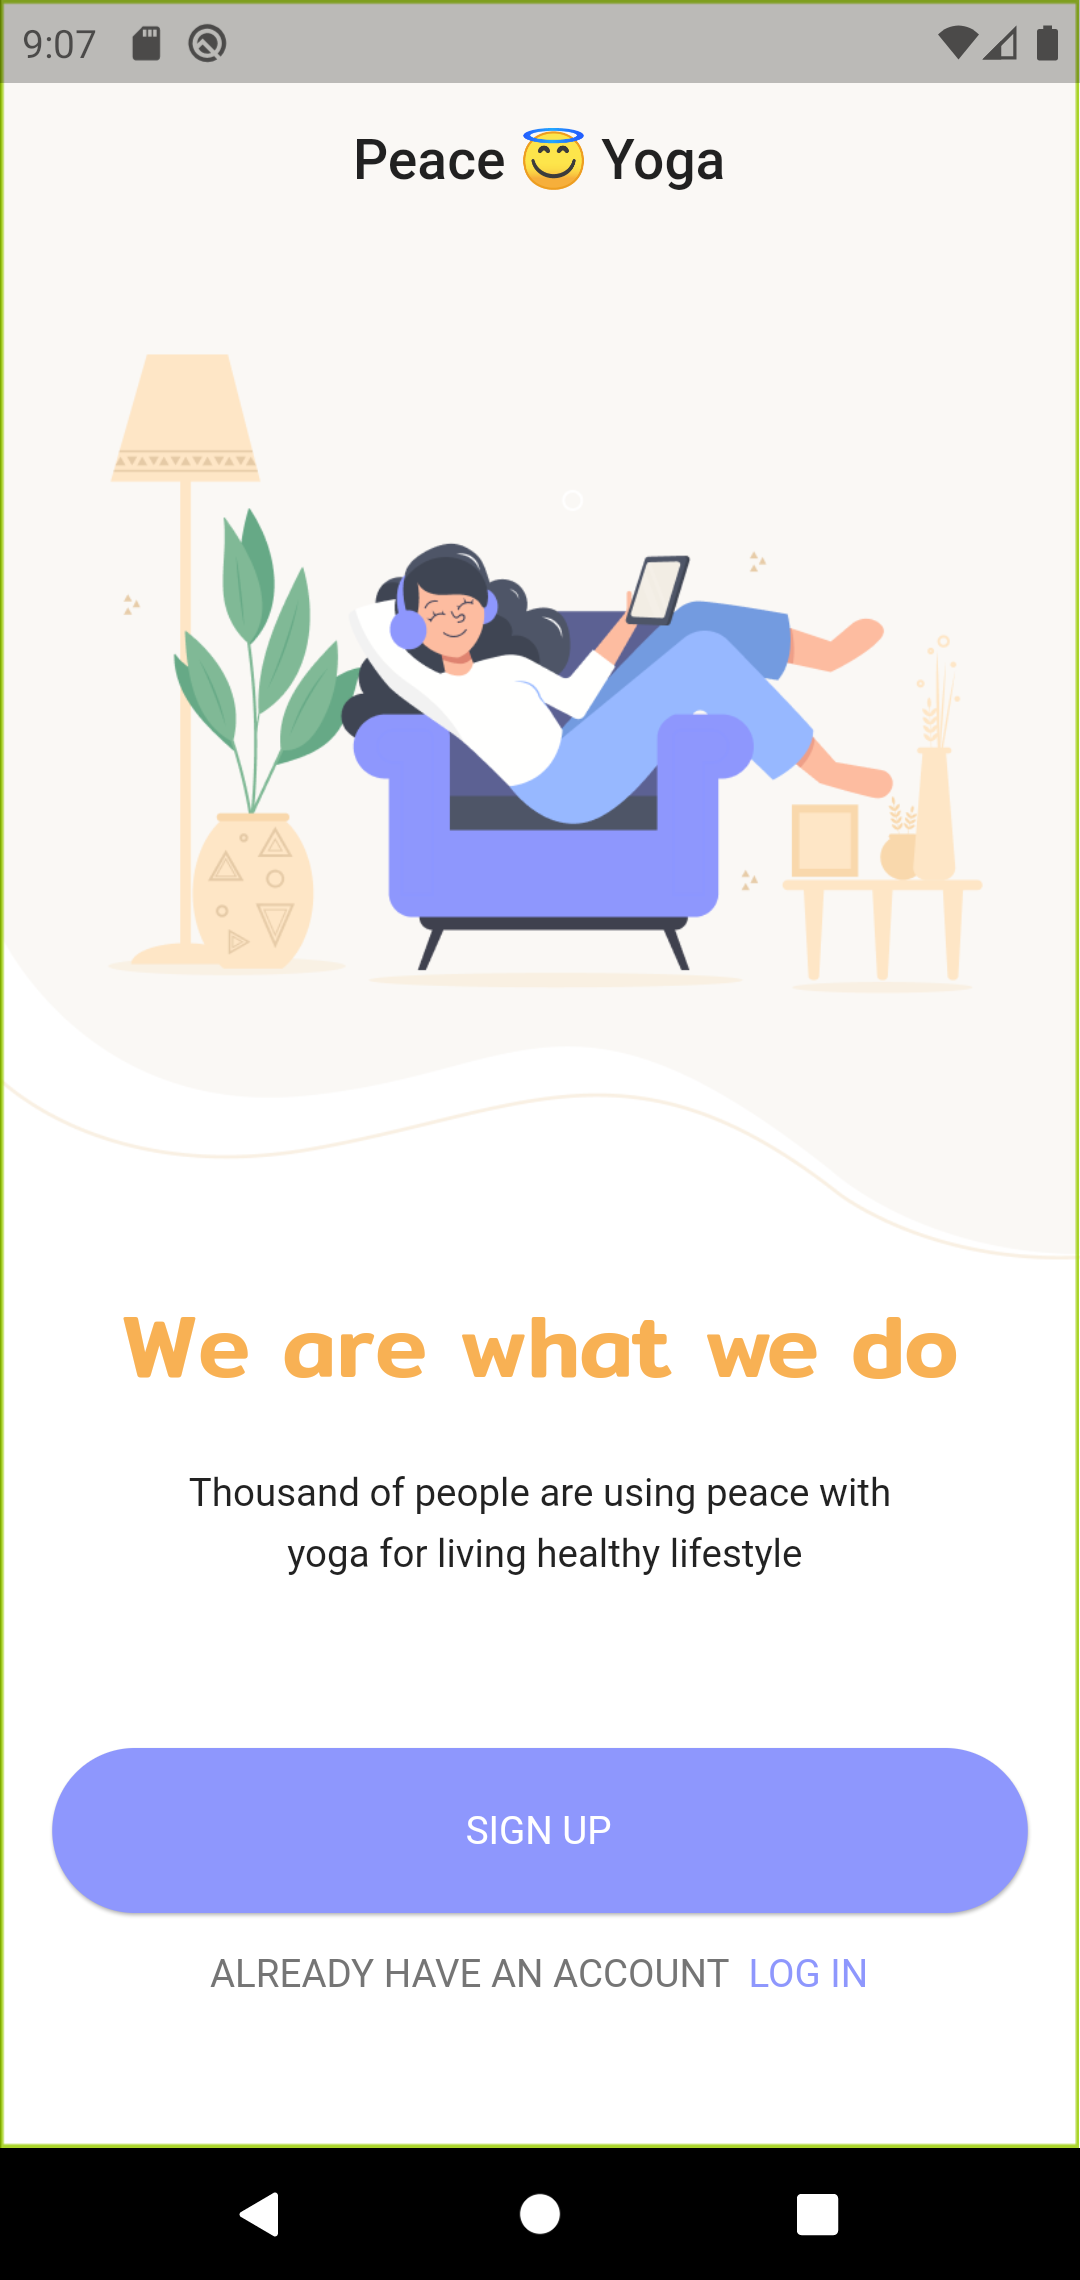 9:07
Peace 😇 Yoga
We are what we do
Thousand of people are using peace with
yoga for living healthy lifestyle
SIGN UP
ALREADY HAVE AN ACCOUNT LOG IN